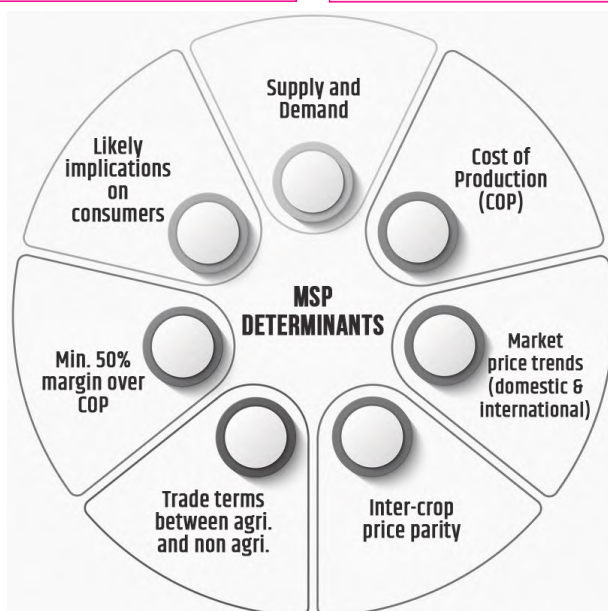 Supply and
Demand
Cost of
Production
(COP)
Market
price trends
(domestic &
international)
Inter-crop
price parity
Trade terms
between agri.
and non agri.
Min. 50%
margin over
COP
Likely
implications
on
consumers
MSP
DETERMINANTS